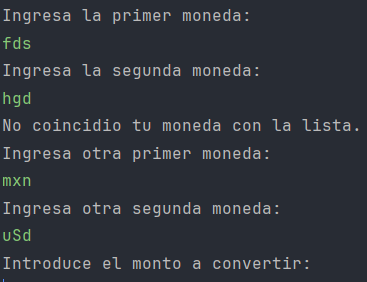 Ingresa la primer moneda:
fds
Ingresa la segunda moneda:
hgd
No coincidio tu moneda con la lista.
Ingresa otra primer moneda:
mxn
Ingresa otra segunda moneda:
uSd
Introduce el monto a convertir: